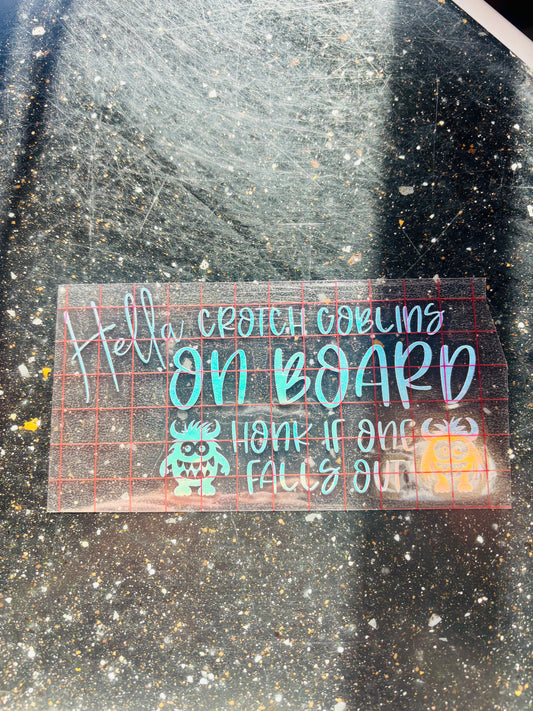 Hella CROTCH GOBLINS
ON BOARD
HONK IF ONE
FALLS OUT